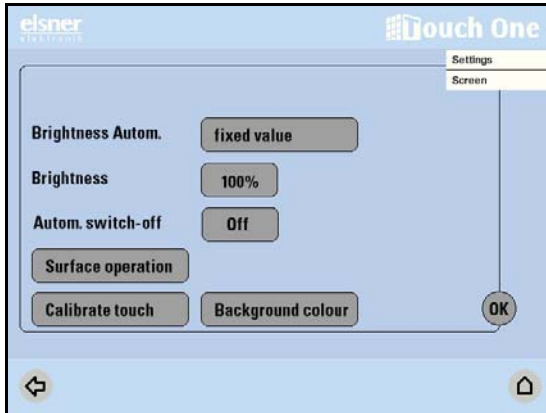 elsner
elektronik
Touch One
Settings
Screen
Brightness Autom.
fixed value
Brightness
100%
Autom. switch-off
Off
Surface operation
Calibrate touch
Background colour
OK